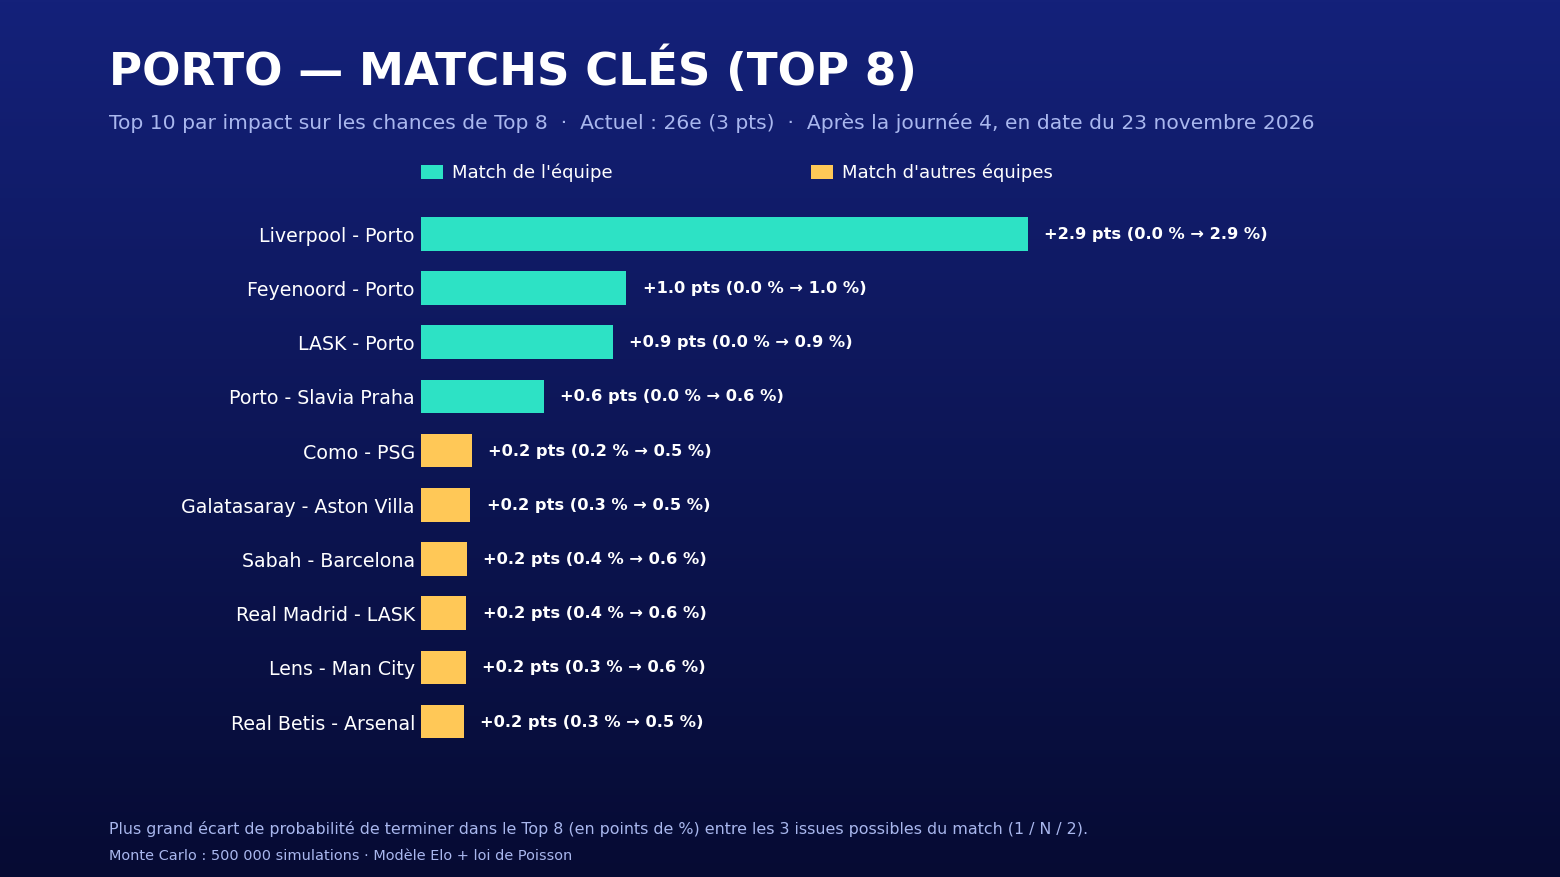 PORTO — MATCHS CLÉS (TOP 8)
Top 10 par impact sur les chances de Top 8 · Actuel : 26e (3 pts) · Après la journée 4, en date du 23 novembre 2026
Match de l'équipe
Match d'autres équipes
Liverpool - Porto +2.9 pts (0.0 % → 2.9 %)
Feyenoord - Porto +1.0 pts (0.0 % → 1.0 %)
LASK - Porto +0.9 pts (0.0 % → 0.9 %)
Porto - Slavia Praha +0.6 pts (0.0 % → 0.6 %)
Como - PSG +0.2 pts (0.2 % → 0.5 %)
Galatasaray - Aston Villa +0.2 pts (0.3 % → 0.5 %)
Sabah - Barcelona +0.2 pts (0.4 % → 0.6 %)
Real Madrid - LASK +0.2 pts (0.4 % → 0.6 %)
Lens - Man City +0.2 pts (0.3 % → 0.6 %)
Real Betis - Arsenal +0.2 pts (0.3 % → 0.5 %)
Plus grand écart de probabilité de terminer dans le Top 8 (en points de %) entre les 3 issues possibles du match (1 / N / 2).
Monte Carlo : 500 000 simulations · Modèle Elo + loi de Poisson